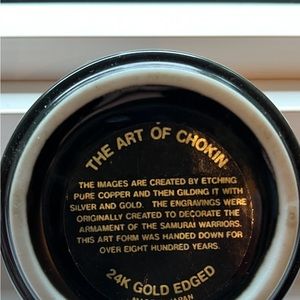 THE ART OF CHOKIN
THE IMAGES ARE CREATED BY ETCHING
PURE COPPER AND THEN GILDING IT WITH
SILVER AND GOLD. THE ENGRAVINGS WERE
ORIGINALLY CREATED TO DECORATE THE
ARMAMENT OF THE SAMURAI WARRIORS.
THIS ART FORM WAS HANDED DOWN FOR
OVER EIGHT HUNDRED YEARS.
24K GOLD EDGED
JAPAN